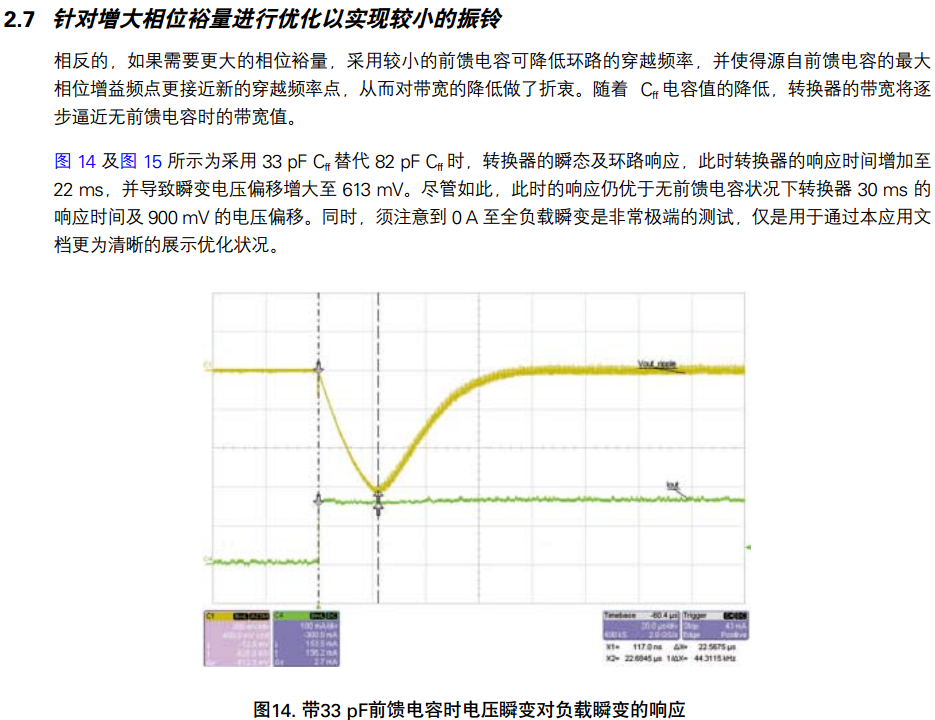 2.7 针对增大相位裕量进行优化以实现较小的振铃
相反的，如果需要更大的相位裕量，采用较小的前馈电容可降低环路的穿越频率，并使得源自前馈电容的最大
相位增益频点更接近新的穿越频率点，从而对带宽的降低做了折衷。随着 Cff 电容值的降低，转换器的带宽将逐
步逼近无前馈电容时的带宽值。
图 14 及图 15 所示为采用 33 pF Cff 替代 82 pF Cff 时，转换器的瞬态及环路响应，此时转换器的响应时间增加至
22 ms，并导致瞬变电压偏移增大至 613 mV。尽管如此，此时的响应仍优于无前馈电容状况下转换器 30 ms 的
响应时间及 900 mV 的电压偏移。同时，须注意到 0 A 至全负载瞬变是非常极端的测试，仅是用于通过本应用文
档更为清晰的展示优化状况。
Vout_ripple
Iout
C1
C4
Timebase -60.4 µs
Trigger
100 mA/div
-300.0 mA
2.7 mA
Stop 43 mA
Edge Positive
X1= 117.0 ns ΔX= 22.5675 µs
X2= 22.6845 µs 1/ΔX= 44.3115 kHz
图14. 带33 pF前馈电容时电压瞬变对负载瞬变的响应